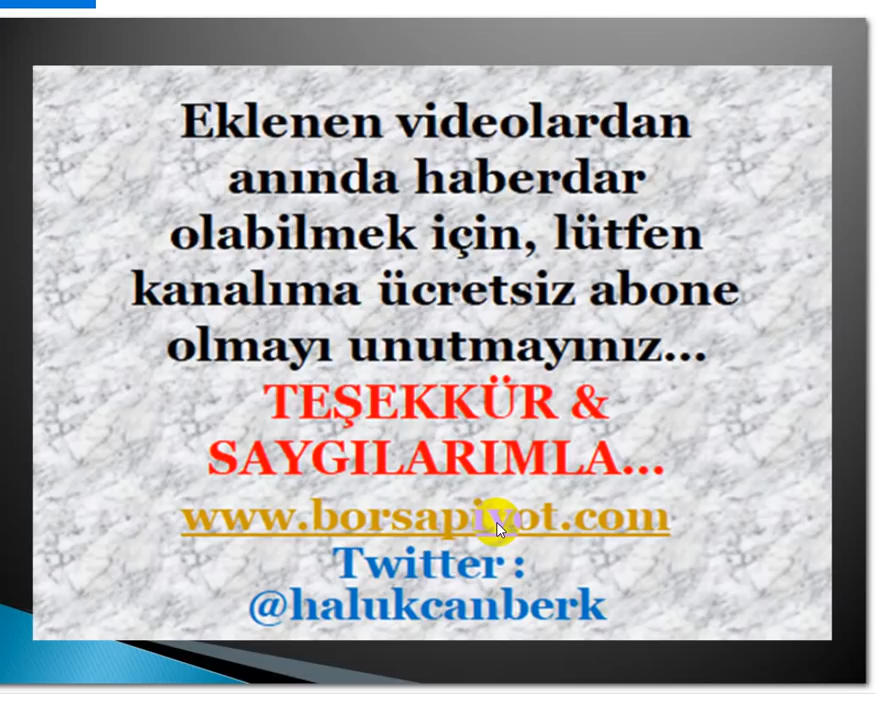 Eklenen videolardan
anında haberdar
olabilmek için, lütfen
kanalıma ücretsiz abone
olmayı unutmayınız...
TEŞEKKÜR &
SAYGILARIMLA...
www.borsapivot.com
Twitter :
@halukcanberk